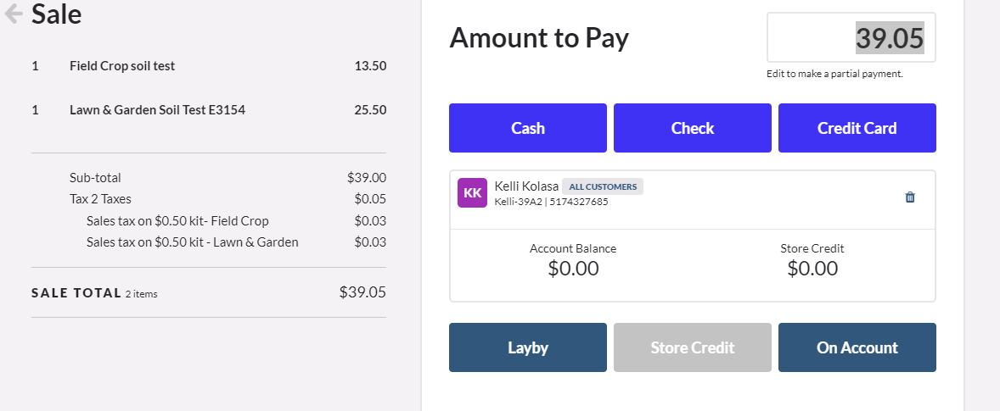 Sale
1 Field Crop soil test 13.50
1 Lawn & Garden Soil Test E3154 25.50
Sub-total $39.00
Tax 2 Taxes $0.05
Sales tax on $0.50 kit- Field Crop $0.03
Sales tax on $0.50 kit - Lawn & Garden $0.03
SALE TOTAL 2 items $39.05
Amount to Pay 39.05
Edit to make a partial payment.
Cash Check Credit Card
KK Kelli Kolasa ALL CUSTOMERS
Kelli-39A2 | 5174327685
Account Balance Store Credit
$0.00 $0.00
Layby Store Credit On Account